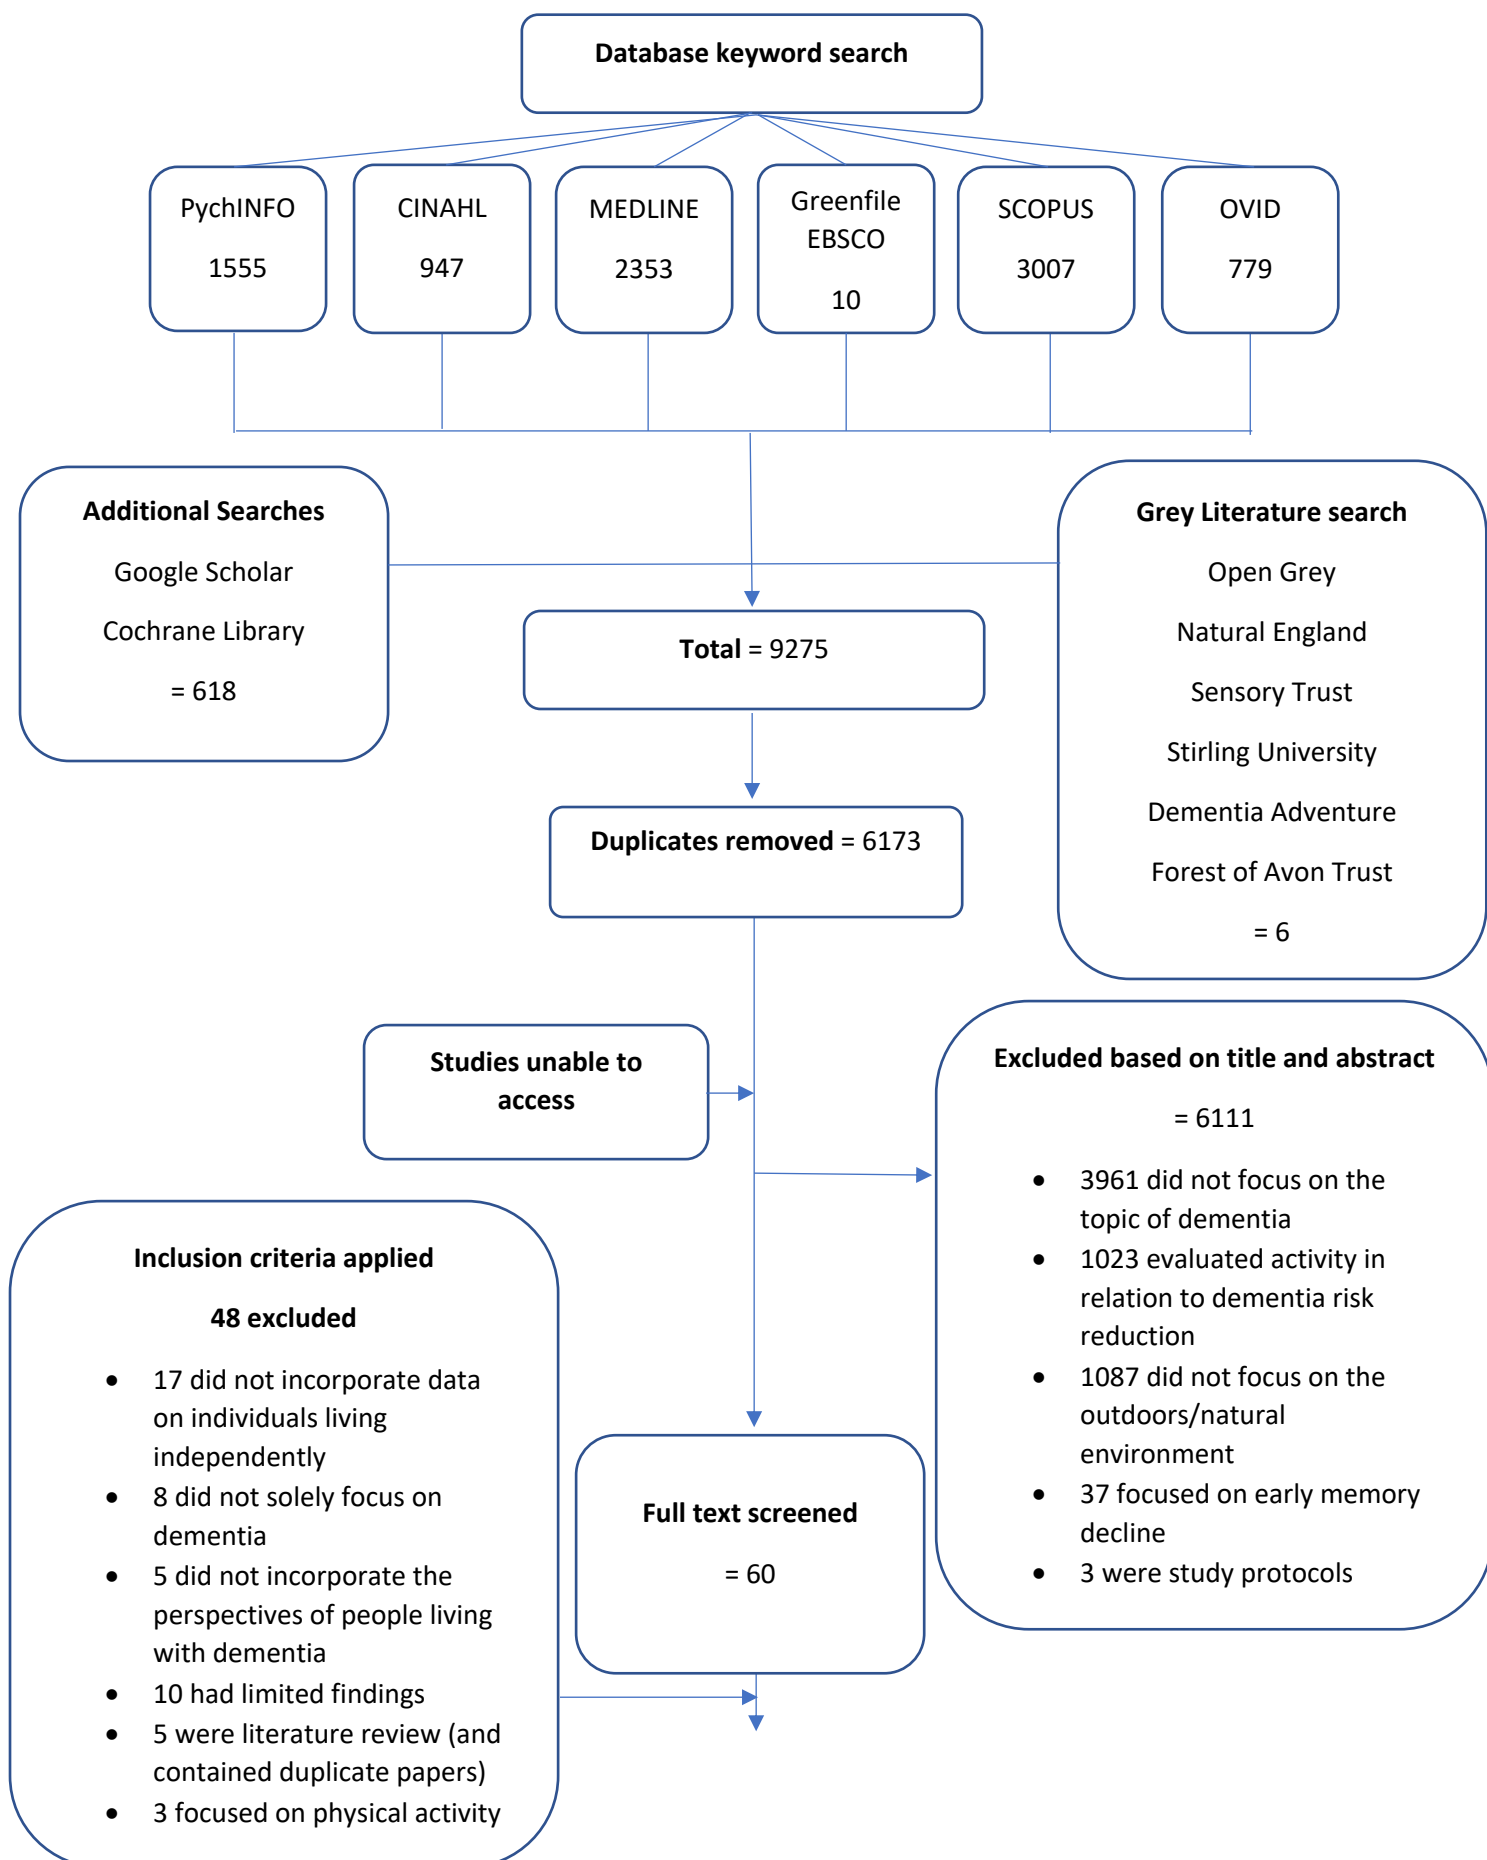 Database keyword search
PychINFO
1555
CINAHL
947
MEDLINE
2353
Greenfile
EBSCO
10
SCOPUS
3007
OVID
779
Additional Searches
Google Scholar
Cochrane Library
= 618
Grey Literature search
Open Grey
Natural England
Sensory Trust
Stirling University
Dementia Adventure
Forest of Avon Trust
= 6
Total = 9275
Duplicates removed = 6173
Studies unable to
access
Excluded based on title and abstract
= 6111
• 3961 did not focus on the
topic of dementia
• 1023 evaluated activity in
relation to dementia risk
reduction
• 1087 did not focus on the
outdoors/natural
environment
• 37 focused on early memory
decline
• 3 were study protocols
Inclusion criteria applied
48 excluded
• 17 did not incorporate data
on individuals living
independently
• 8 did not solely focus on
dementia
• 5 did not incorporate the
perspectives of people living
with dementia
• 10 had limited findings
• 5 were literature review (and
contained duplicate papers)
• 3 focused on physical activity
Full text screened
= 60